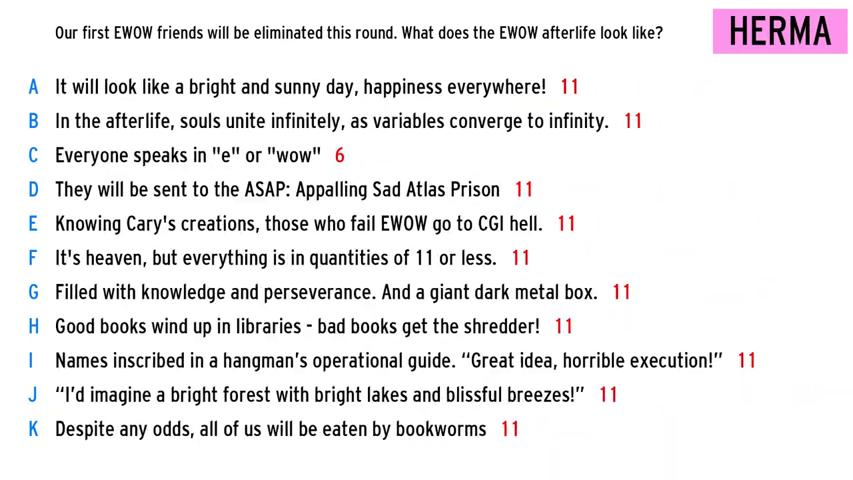 Our first EWOW friends will be eliminated this round. What does the EWOW afterlife look like?
HERMA
A It will look like a bright and sunny day, happiness everywhere! 11
B In the afterlife, souls unite infinitely, as variables converge to infinity. 11
C Everyone speaks in "e" or "wow" 6
D They will be sent to the ASAP: Appalling Sad Atlas Prison 11
E Knowing Cary's creations, those who fail EWOW go to CGI hell. 11
F It's heaven, but everything is in quantities of 11 or less. 11
G Filled with knowledge and perseverance. And a giant dark metal box. 11
H Good books wind up in libraries - bad books get the shredder! 11
I Names inscribed in a hangman’s operational guide. “Great idea, horrible execution!” 11
J “I’d imagine a bright forest with bright lakes and blissful breezes!” 11
K Despite any odds, all of us will be eaten by bookworms 11